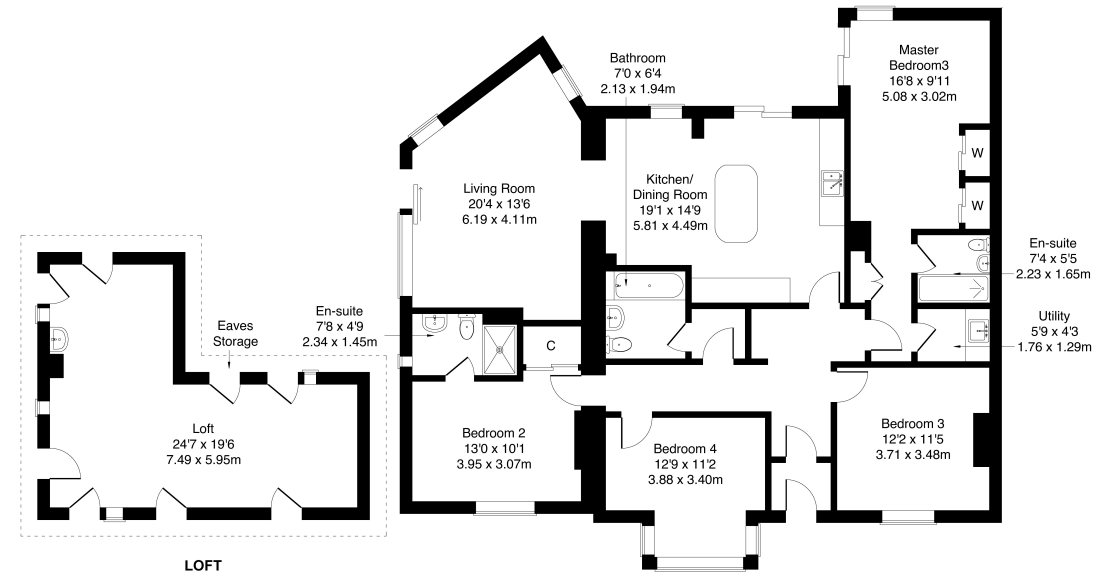 Bathroom
7'0 x 6'4
2.13 x 1.94m
Master
Bedroom3
16'8 x 9'11
5.08 x 3.02m
W
W
Living Room
20'4 x 13'6
6.19 x 4.11m
Kitchen/
Dining Room
19'1 x 14'9
5.81 x 4.49m
En-suite
7'4 x 5'5
2.23 x 1.65m
En-suite
7'8 x 4'9
2.34 x 1.45m
Utility
5'9 x 4'3
1.76 x 1.29m
Eaves
Storage
C
Loft
24'7 x 19'6
7.49 x 5.95m
Bedroom 2
13'0 x 10'1
3.95 x 3.07m
Bedroom 4
12'9 x 11'2
3.88 x 3.40m
Bedroom 3
12'2 x 11'5
3.71 x 3.48m
LOFT